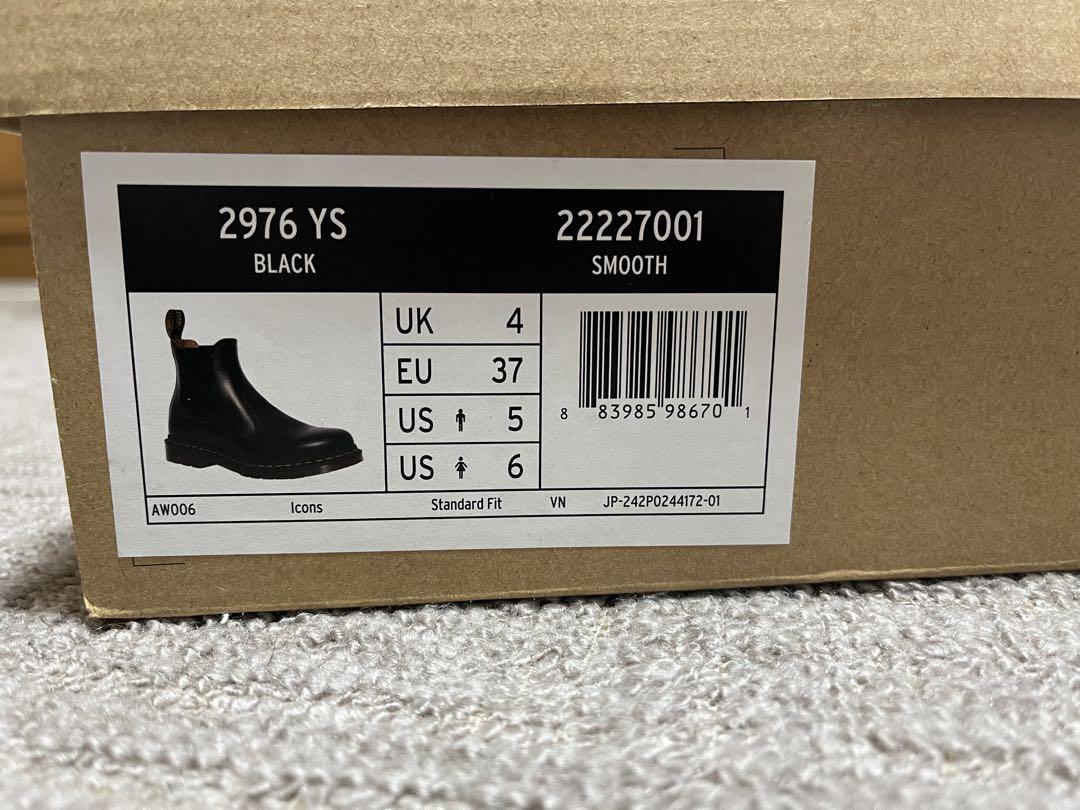 2976 YS
BLACK
22227001
SMOOTH
UK 4
EU 37
US 5
US 6
8 83985 98670 1
AW006 Icons Standard Fit VN JP-242P0244172-01